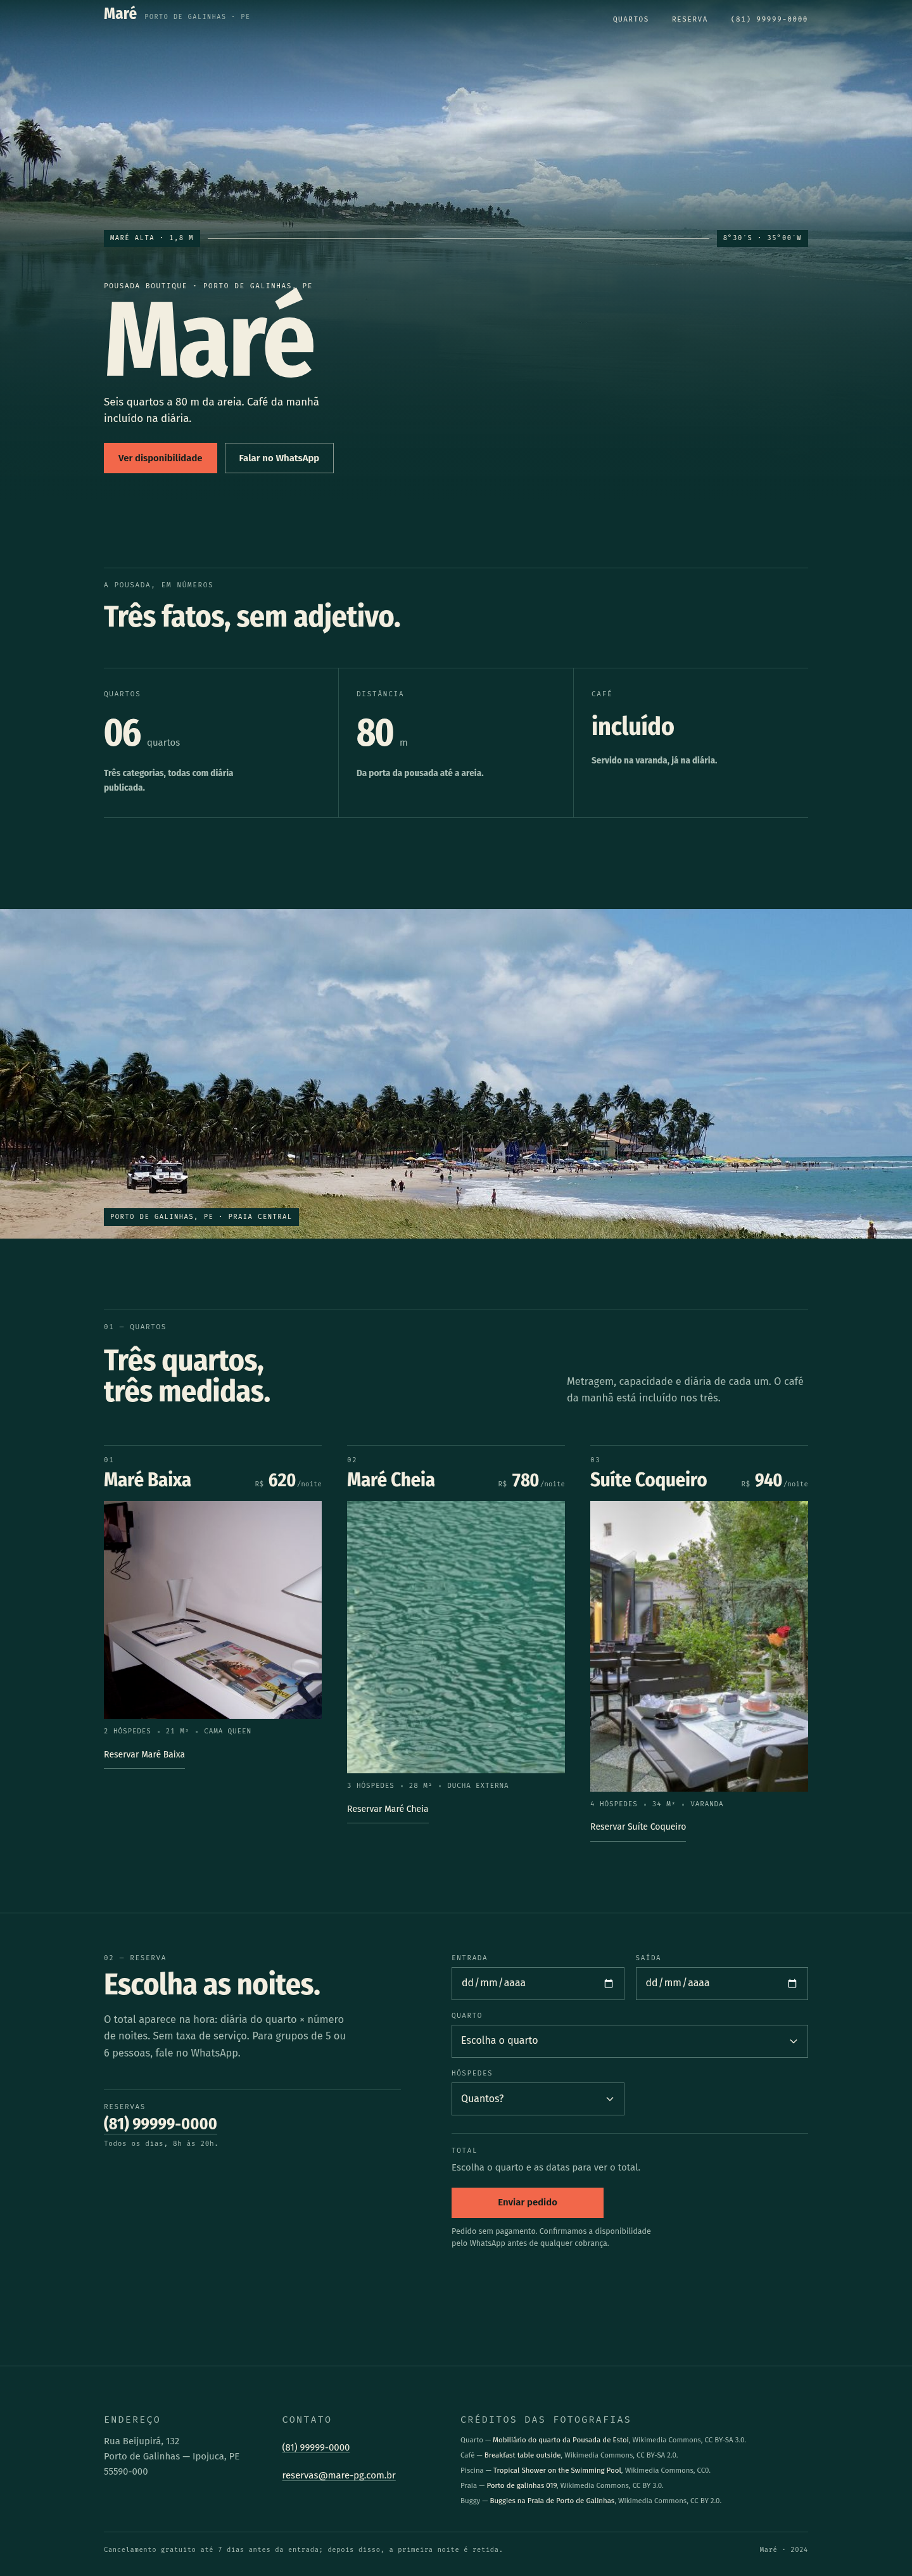 Maré PORTO DE GALINHAS · PE
QUARTOS RESERVA (81) 99999-0000
MARÉ ALTA · 1,8 M
8°30′S · 35°00′W
POUSADA BOUTIQUE · PORTO DE GALINHAS, PE
Maré
Seis quartos a 80 m da areia. Café da manhã
incluído na diária.
Ver disponibilidade
Falar no WhatsApp
A POUSADA, EM NÚMEROS
Três fatos, sem adjetivo.
QUARTOS
06 quartos
Três categorias, todas com diária
publicada.
DISTÂNCIA
80 m
Da porta da pousada até a areia.
CAFÉ
incluído
Servido na varanda, já na diária.
PORTO DE GALINHAS, PE · PRAIA CENTRAL
01 — QUARTOS
Três quartos,
três medidas.
Metragem, capacidade e diária de cada um. O café
da manhã está incluído nos três.
01
Maré Baixa R$ 620/noite
2 HÓSPEDES · 21 M² · CAMA QUEEN
Reservar Maré Baixa
02
Maré Cheia R$ 780/noite
3 HÓSPEDES · 28 M² · DUCHA EXTERNA
Reservar Maré Cheia
03
Suíte Coqueiro R$ 940/noite
4 HÓSPEDES · 34 M² · VARANDA
Reservar Suíte Coqueiro
02 — RESERVA
Escolha as noites.
O total aparece na hora: diária do quarto × número
de noites. Sem taxa de serviço. Para grupos de 5 ou
6 pessoas, fale no WhatsApp.
RESERVAS
(81) 99999-0000
Todos os dias, 8h às 20h.
ENTRADA
dd/mm/aaaa
SAÍDA
dd/mm/aaaa
QUARTO
Escolha o quarto
HÓSPEDES
Quantos?
TOTAL
Escolha o quarto e as datas para ver o total.
Enviar pedido
Pedido sem pagamento. Confirmamos a disponibilidade
pelo WhatsApp antes de qualquer cobrança.
ENDEREÇO
Rua Beijupirá, 132
Porto de Galinhas — Ipojuca, PE
55590-000
CONTATO
(81) 99999-0000
reservas@mare-pg.com.br
CRÉDITOS DAS FOTOGRAFIAS
Quarto — Mobiliário do quarto da Pousada de Estoi, Wikimedia Commons, CC BY-SA 3.0.
Café — Breakfast table outside, Wikimedia Commons, CC BY-SA 2.0.
Piscina — Tropical Shower on the Swimming Pool, Wikimedia Commons, CC0.
Praia — Porto de galinhas 019, Wikimedia Commons, CC BY 3.0.
Buggy — Buggies na Praia de Porto de Galinhas, Wikimedia Commons, CC BY 2.0.
Cancelamento gratuito até 7 dias antes da entrada; depois disso, a primeira noite é retida.
Maré · 2024